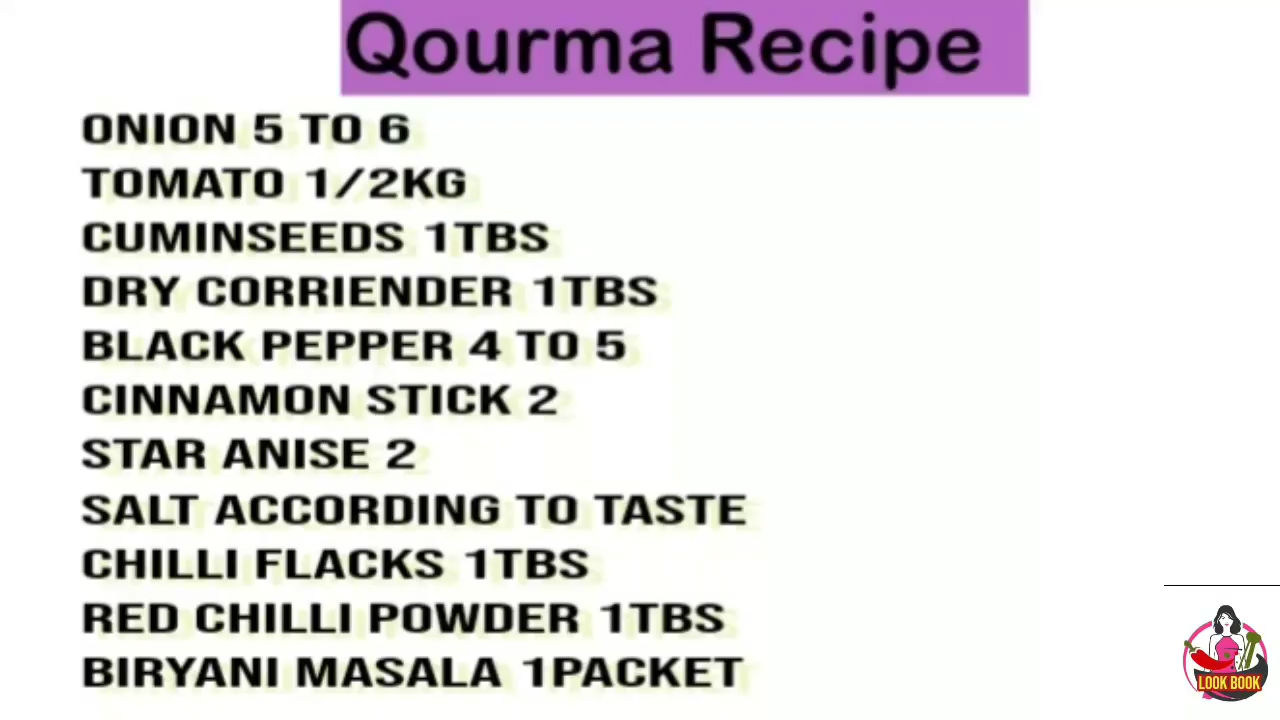 Qourma Recipe
ONION 5 TO 6
TOMATO 1/2KG
CUMINSEEDS 1TBS
DRY CORRIENDER 1TBS
BLACK PEPPER 4 TO 5
CINNAMON STICK 2
STAR ANISE 2
SALT ACCORDING TO TASTE
CHILLI FLACKS 1TBS
RED CHILLI POWDER 1TBS
BIRYANI MASALA 1PACKET
LOOK BOOK